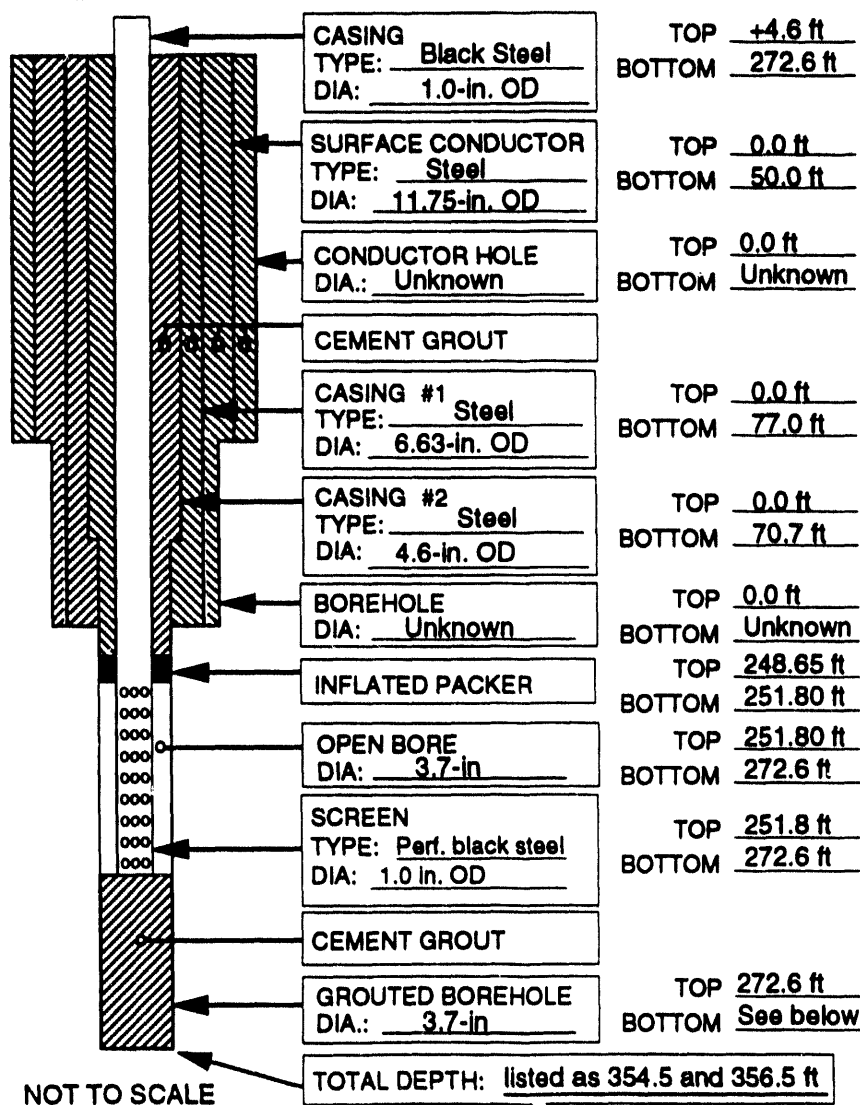 CASING TOP +4.6 ft
TYPE: Black Steel BOTTOM 272.6 ft
DIA: 1.0-in. OD
SURFACE CONDUCTOR TOP 0.0 ft
TYPE: Steel BOTTOM 50.0 ft
DIA: 11.75-in. OD
CONDUCTOR HOLE TOP 0.0 ft
DIA.: Unknown BOTTOM Unknown
CEMENT GROUT
CASING #1 TOP 0.0 ft
TYPE: Steel BOTTOM 77.0 ft
DIA: 6.63-in. OD
CASING #2 TOP 0.0 ft
TYPE: Steel BOTTOM 70.7 ft
DIA: 4.6-in. OD
BOREHOLE TOP 0.0 ft
DIA: Unknown BOTTOM Unknown
INFLATED PACKER TOP 248.65 ft
BOTTOM 251.80 ft
OPEN BORE TOP 251.80 ft
DIA: 3.7-in BOTTOM 272.6 ft
SCREEN TOP 251.8 ft
TYPE: Perf. black steel BOTTOM 272.6 ft
DIA: 1.0 in. OD
CEMENT GROUT
GROUTED BOREHOLE TOP 272.6 ft
DIA.: 3.7-in BOTTOM See below
TOTAL DEPTH: listed as 354.5 and 356.5 ft
NOT TO SCALE